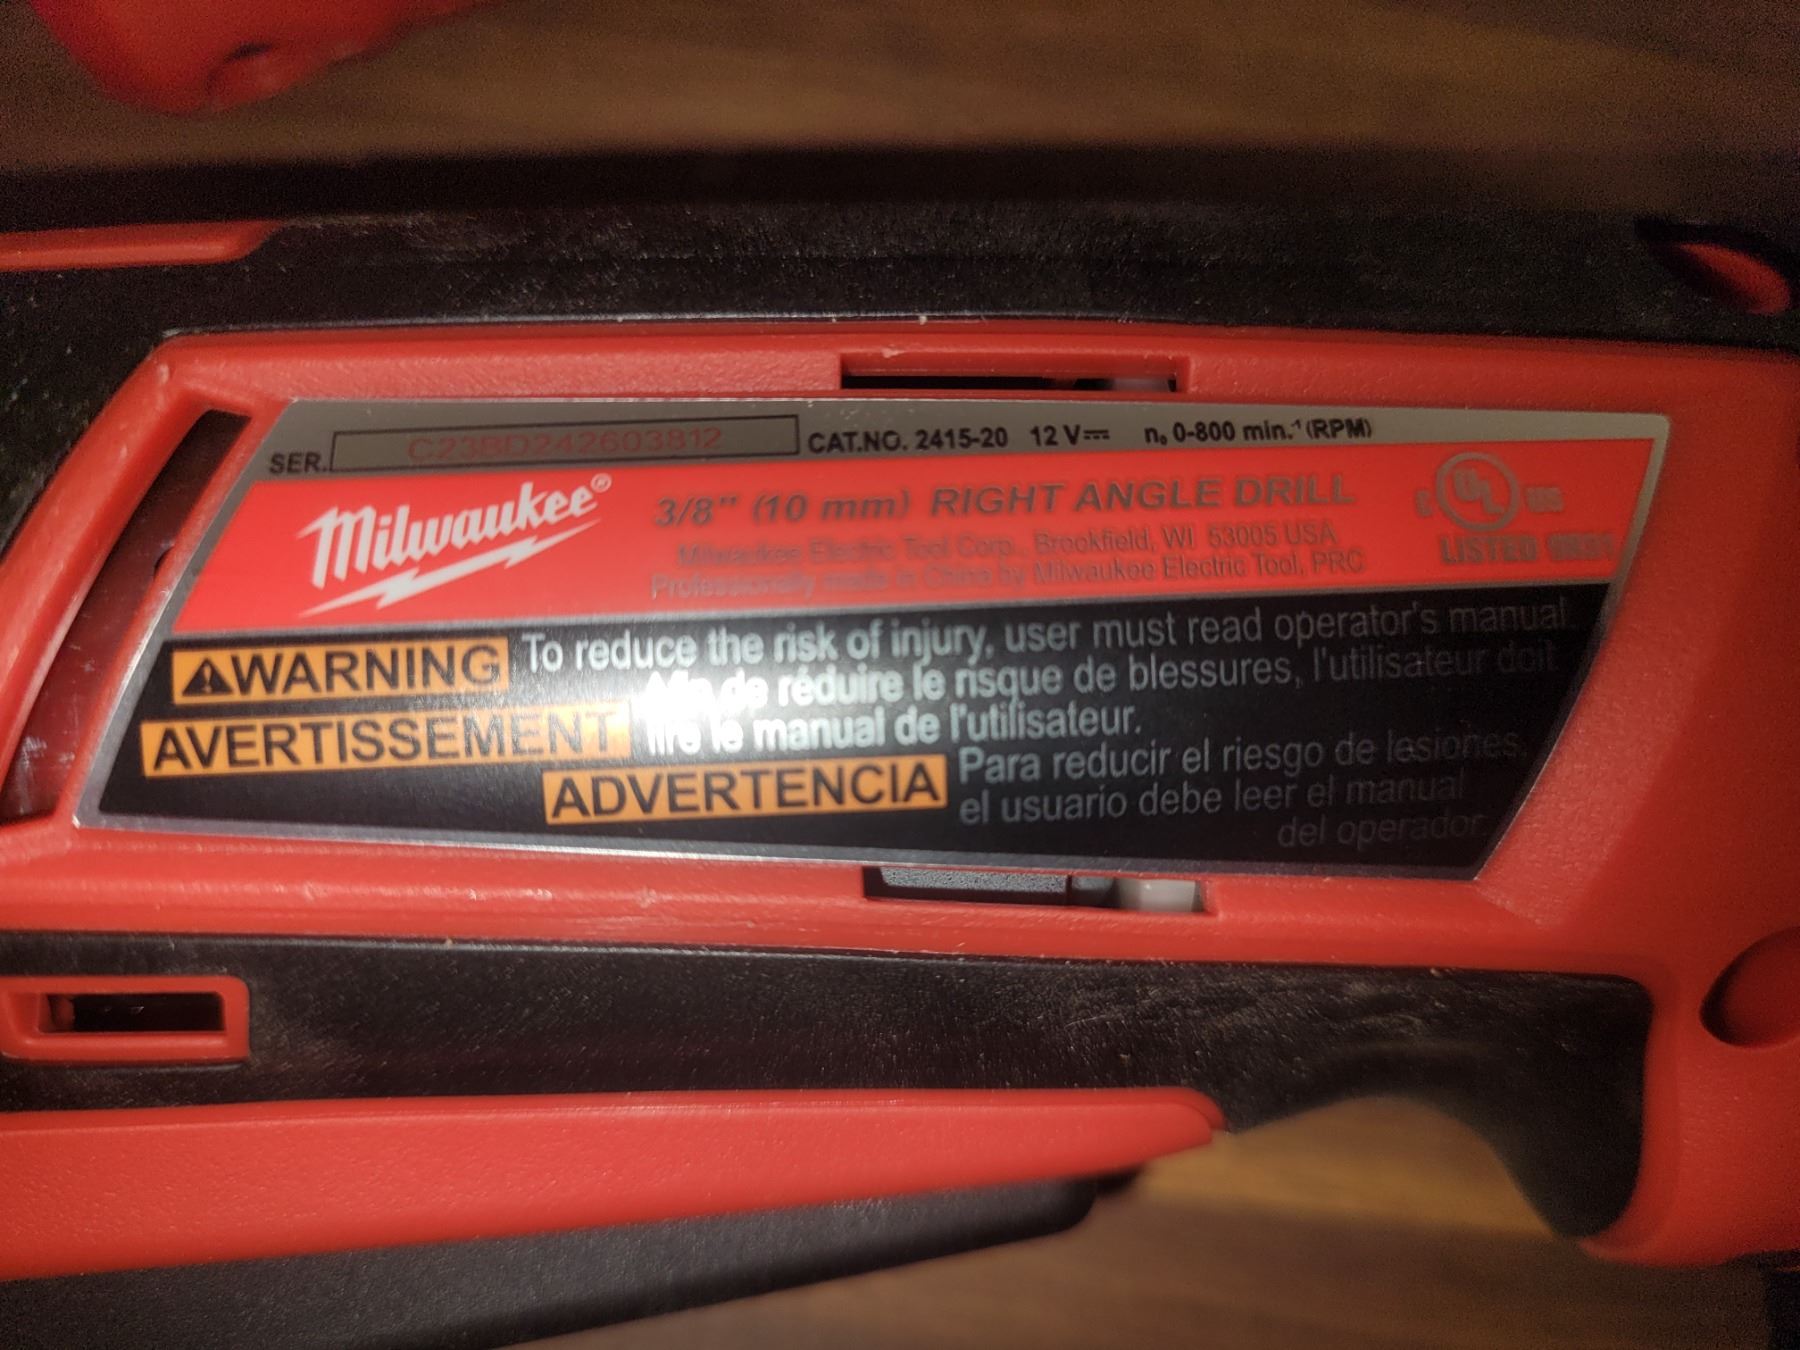 SER. C23BD242603812 CAT.NO. 2415-20 12 V⎓ n₀ 0-800 min.⁻¹ (RPM)
Milwaukee® 3/8" (10 mm) RIGHT ANGLE DRILL C UL US
Milwaukee Electric Tool Corp., Brookfield, WI 53005 USA
Professionally made in China by Milwaukee Electric Tool, PRC
LISTED
⚠WARNING To reduce the risk of injury, user must read operator's manual.
AVERTISSEMENT Afin de réduire le risque de blessures, l'utilisateur doit
lire le manual de l'utilisateur.
ADVERTENCIA Para reducir el riesgo de lesiones,
el usuario debe leer el manual
del operador.